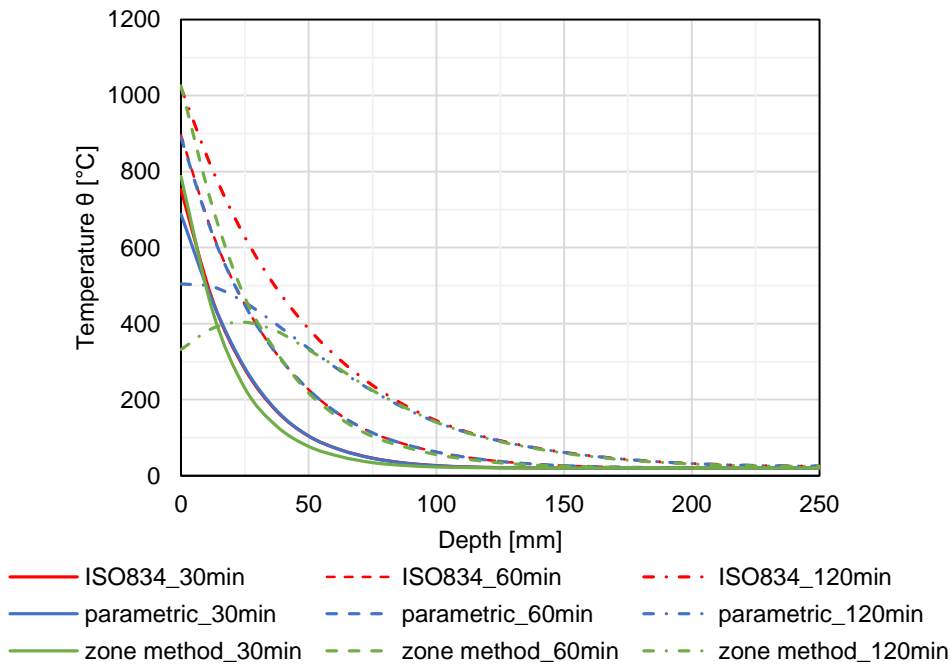 1200
1000
800
600
400
200
0
Temperature θ [°C]
0 50 100 150 200 250
Depth [mm]
ISO834_30min ISO834_60min ISO834_120min
parametric_30min parametric_60min parametric_120min
zone method_30min zone method_60min zone method_120min